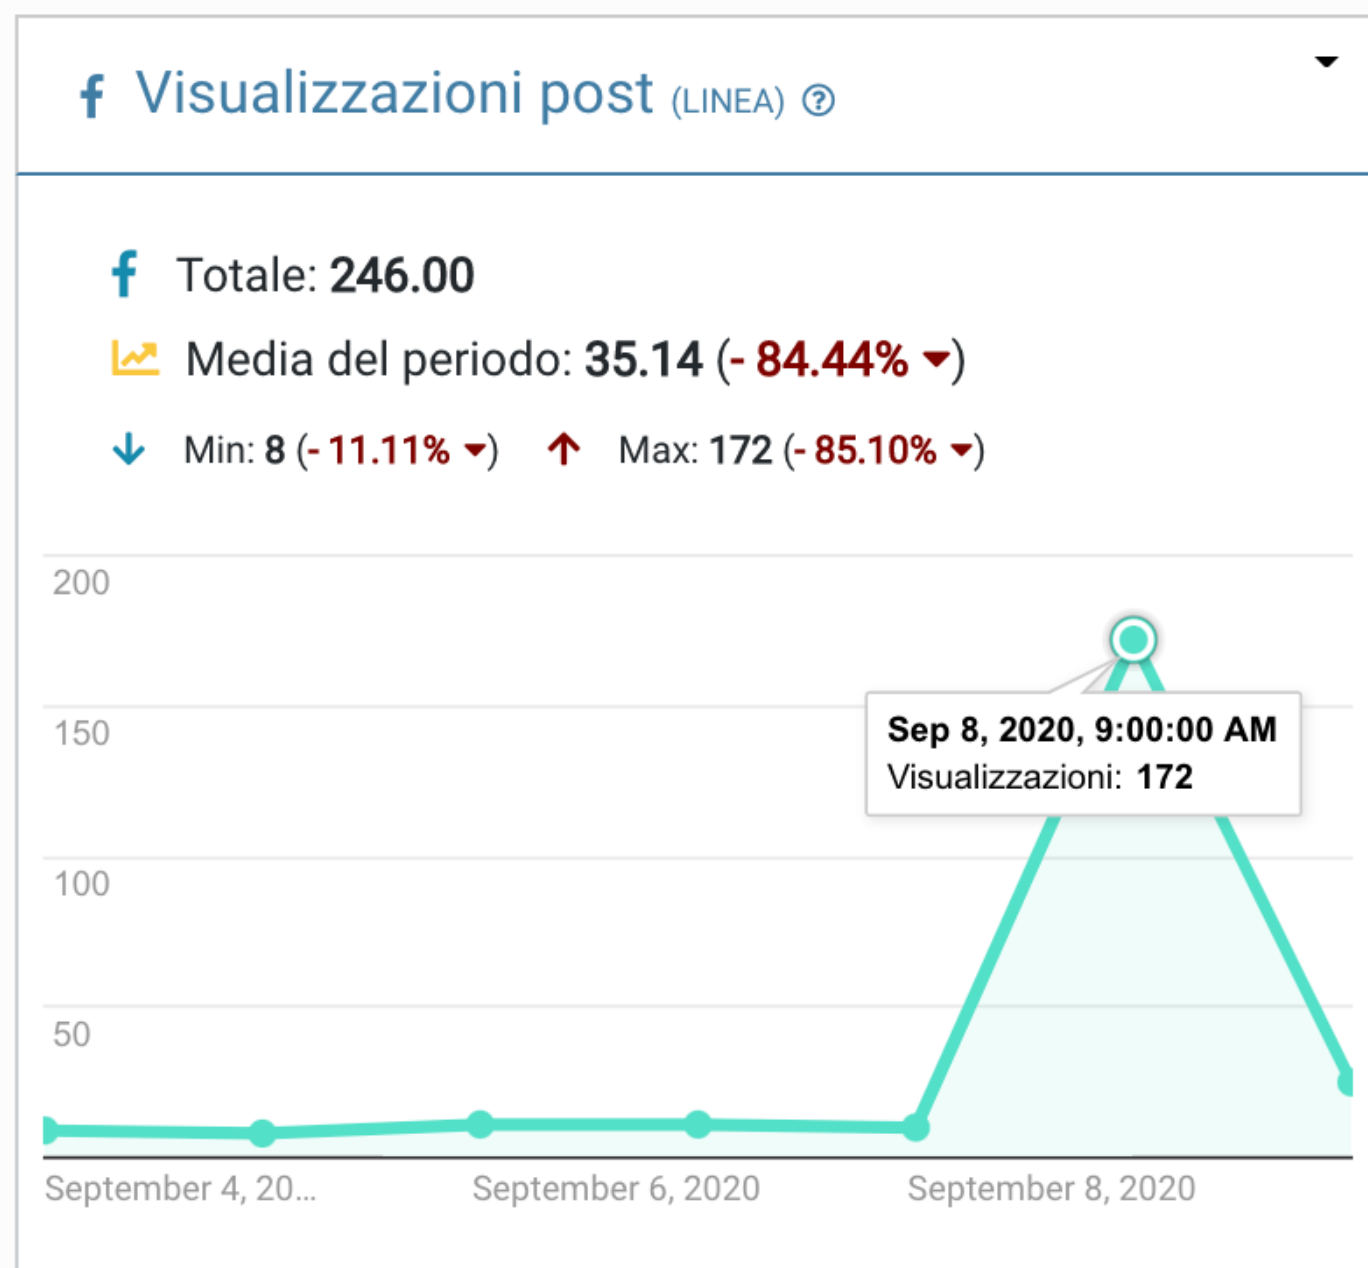 Visualizzazioni post (LINEA)
Totale: 246.00
Media del periodo: 35.14 (- 84.44% ▼)
Min: 8 (- 11.11% ▼) Max: 172 (- 85.10% ▼)
200
150
100
50
Sep 8, 2020, 9:00:00 AM
Visualizzazioni: 172
September 4, 20... September 6, 2020 September 8, 2020